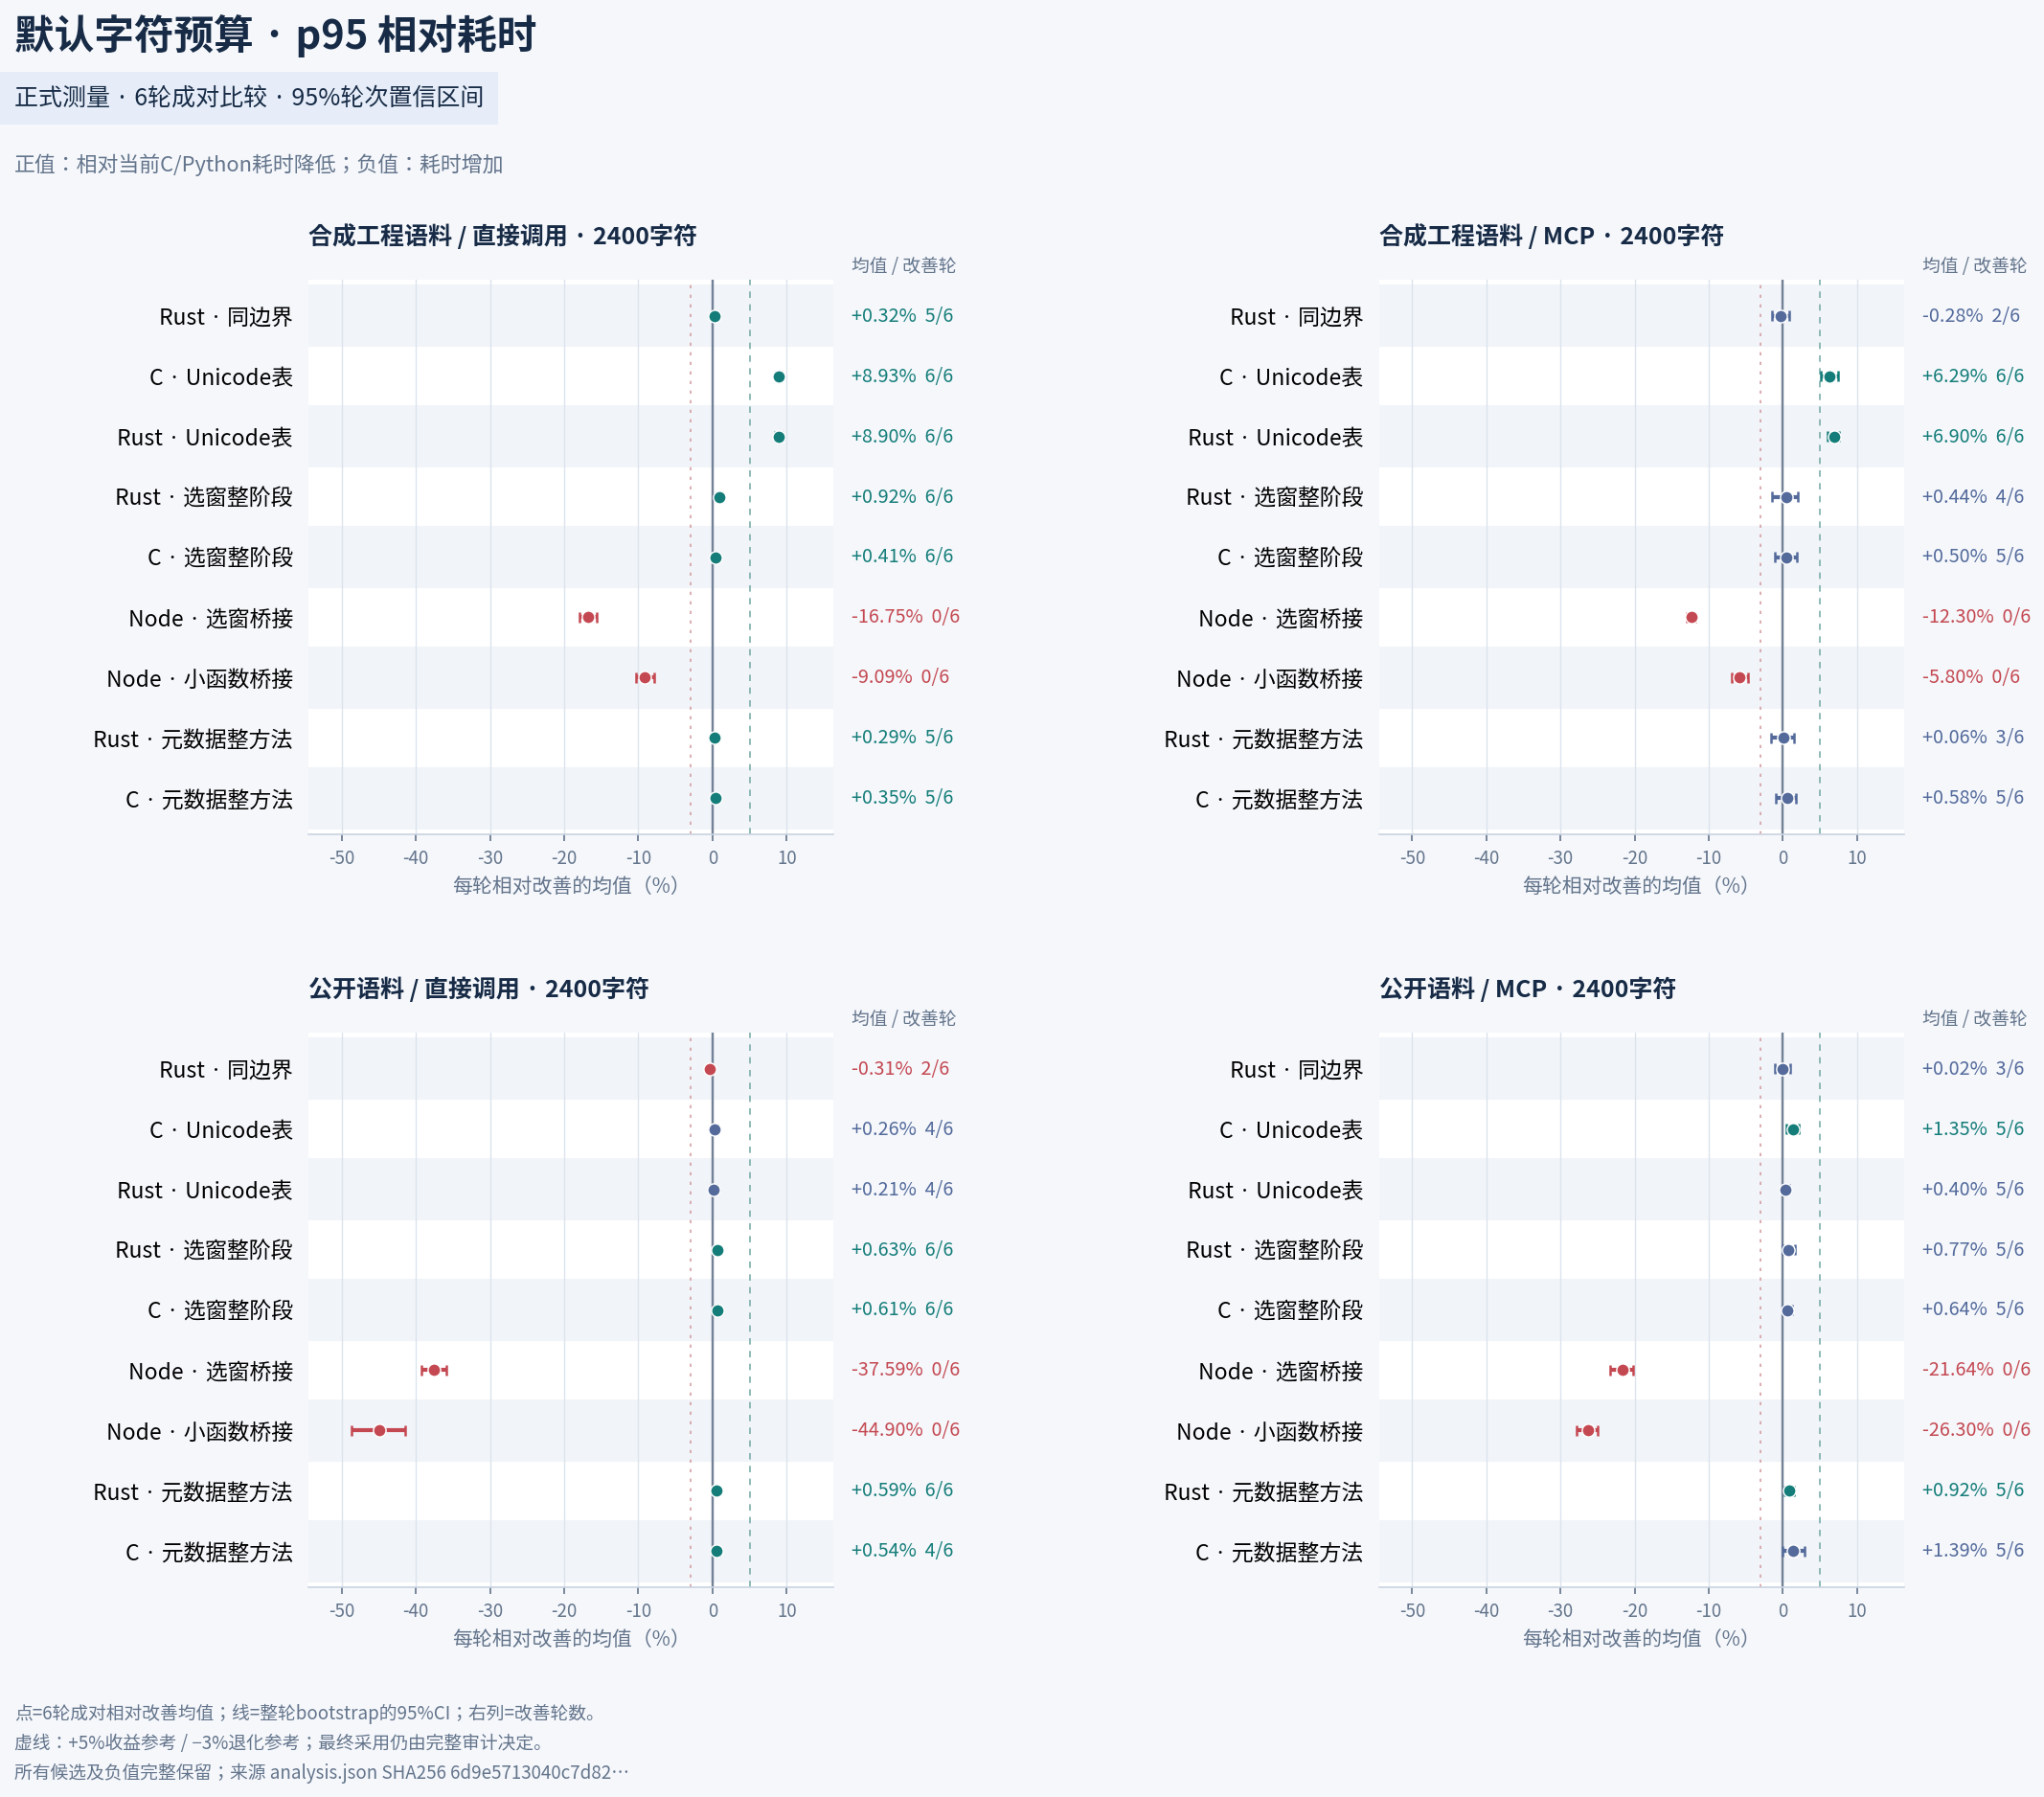 默认字符预算 · p95 相对耗时
正式测量 · 6轮成对比较 · 95%轮次置信区间
正值：相对当前C/Python耗时降低；负值：耗时增加
合成工程语料 / 直接调用 · 2400字符
均值 / 改善轮
Rust · 同边界 +0.32% 5/6
C · Unicode表 +8.93% 6/6
Rust · Unicode表 +8.90% 6/6
Rust · 选窗整阶段 +0.92% 6/6
C · 选窗整阶段 +0.41% 6/6
Node · 选窗桥接 -16.75% 0/6
Node · 小函数桥接 -9.09% 0/6
Rust · 元数据整方法 +0.29% 5/6
C · 元数据整方法 +0.35% 5/6
-50 -40 -30 -20 -10 0 10
每轮相对改善的均值（%）
合成工程语料 / MCP · 2400字符
均值 / 改善轮
Rust · 同边界 -0.28% 2/6
C · Unicode表 +6.29% 6/6
Rust · Unicode表 +6.90% 6/6
Rust · 选窗整阶段 +0.44% 4/6
C · 选窗整阶段 +0.50% 5/6
Node · 选窗桥接 -12.30% 0/6
Node · 小函数桥接 -5.80% 0/6
Rust · 元数据整方法 +0.06% 3/6
C · 元数据整方法 +0.58% 5/6
-50 -40 -30 -20 -10 0 10
每轮相对改善的均值（%）
公开语料 / 直接调用 · 2400字符
均值 / 改善轮
Rust · 同边界 -0.31% 2/6
C · Unicode表 +0.26% 4/6
Rust · Unicode表 +0.21% 4/6
Rust · 选窗整阶段 +0.63% 6/6
C · 选窗整阶段 +0.61% 6/6
Node · 选窗桥接 -37.59% 0/6
Node · 小函数桥接 -44.90% 0/6
Rust · 元数据整方法 +0.59% 6/6
C · 元数据整方法 +0.54% 4/6
-50 -40 -30 -20 -10 0 10
每轮相对改善的均值（%）
公开语料 / MCP · 2400字符
均值 / 改善轮
Rust · 同边界 +0.02% 3/6
C · Unicode表 +1.35% 5/6
Rust · Unicode表 +0.40% 5/6
Rust · 选窗整阶段 +0.77% 5/6
C · 选窗整阶段 +0.64% 5/6
Node · 选窗桥接 -21.64% 0/6
Node · 小函数桥接 -26.30% 0/6
Rust · 元数据整方法 +0.92% 5/6
C · 元数据整方法 +1.39% 5/6
-50 -40 -30 -20 -10 0 10
每轮相对改善的均值（%）
点=6轮成对相对改善均值；线=整轮bootstrap的95%CI；右列=改善轮数。
虚线：+5%收益参考 / −3%退化参考；最终采用仍由完整审计决定。
所有候选及负值完整保留；来源 analysis.json SHA256 6d9e5713040c7d82…